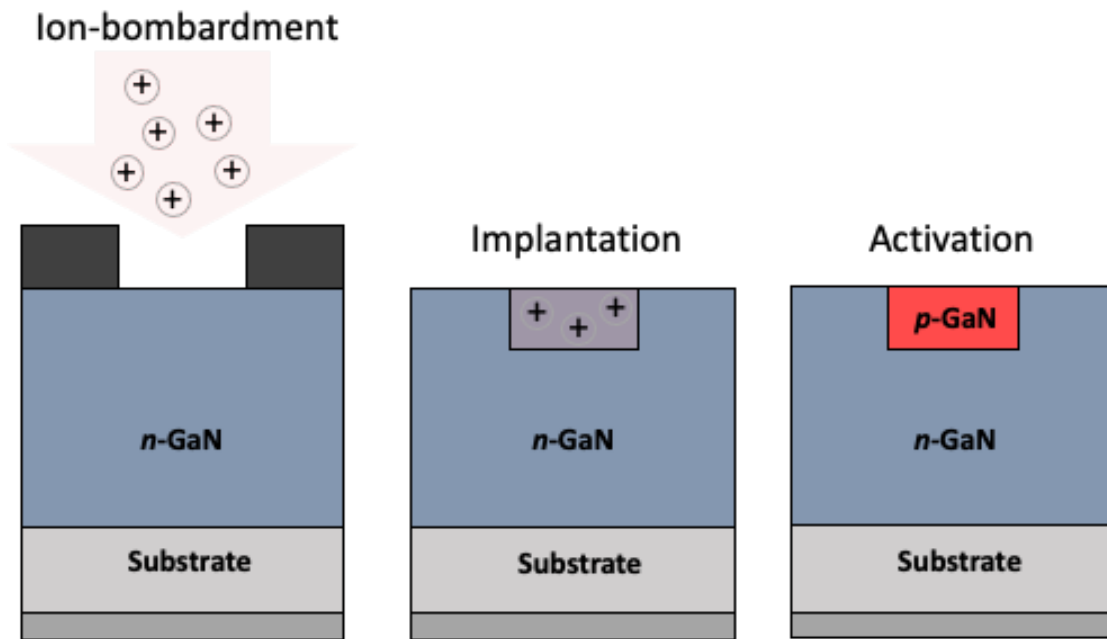 Ion-bombardment
+
+
+
+
+
+
n-GaN
Substrate
Implantation
+
+
+
n-GaN
Substrate
Activation
p-GaN
n-GaN
Substrate